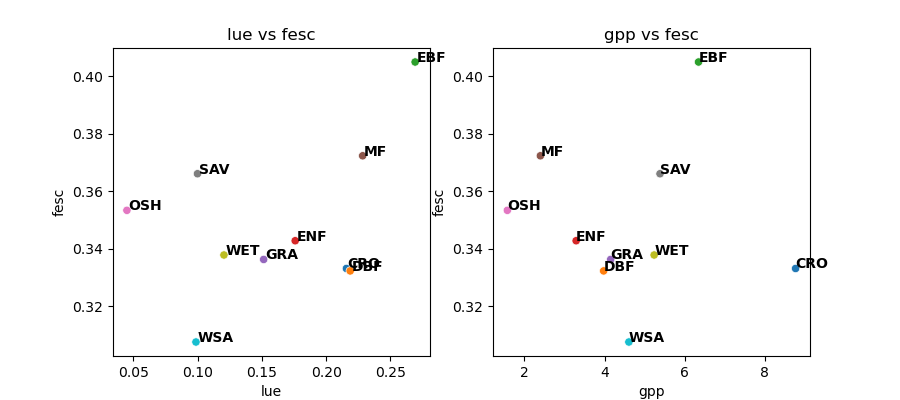 lue vs fesc
gpp vs fesc
EBF
MF
SAV
OSH
WET
ENF
GRA
CRO
DBF
WSA
0.40
0.38
0.36
0.34
0.32
fesc
0.05
0.10
0.15
0.20
0.25
lue
EBF
MF
SAV
OSH
ENF
GRA
WET
DBF
CRO
WSA
0.40
0.38
0.36
0.34
0.32
fesc
2
4
6
8
gpp